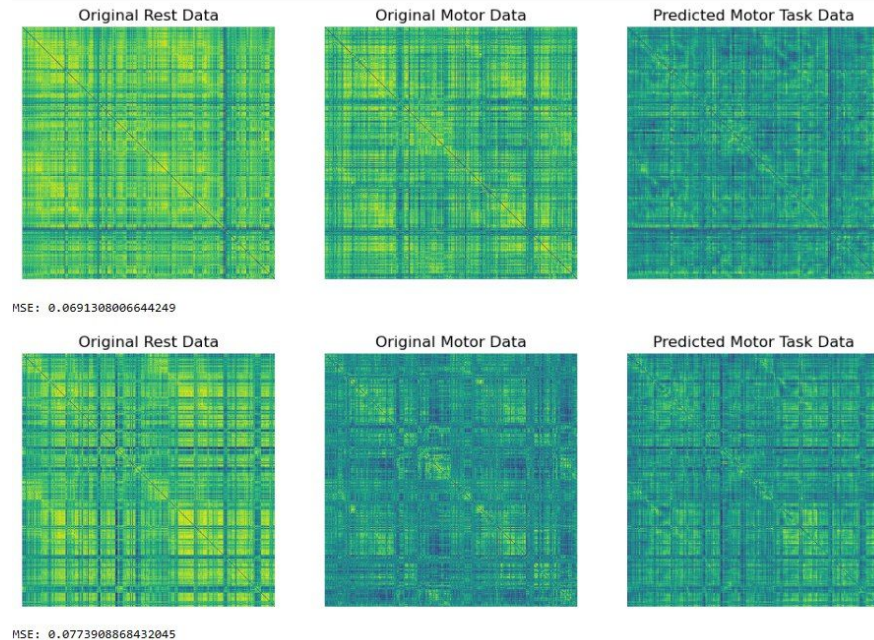 Original Rest Data
Original Motor Data
Predicted Motor Task Data
MSE: 0.0691308006644249
Original Rest Data
Original Motor Data
Predicted Motor Task Data
MSE: 0.0773908868432045